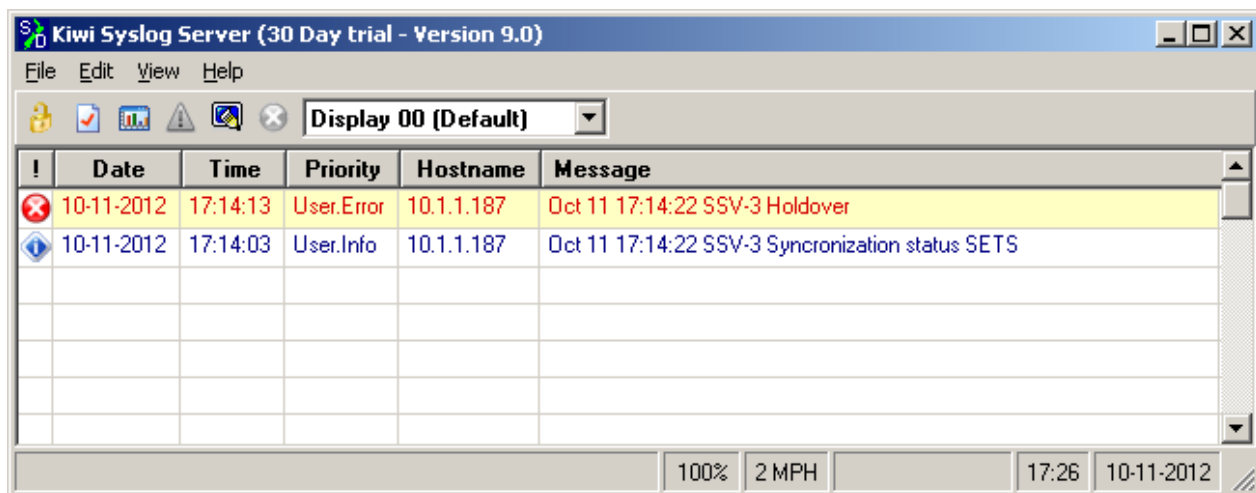 Kiwi Syslog Server (30 Day trial - Version 9.0)
File Edit View Help
Display 00 (Default)
! Date Time Priority Hostname Message
10-11-2012 17:14:13 User.Error 10.1.1.187 Oct 11 17:14:22 SSV-3 Holdover
10-11-2012 17:14:03 User.Info 10.1.1.187 Oct 11 17:14:22 SSV-3 Syncronization status SETS
100% 2 MPH 17:26 10-11-2012